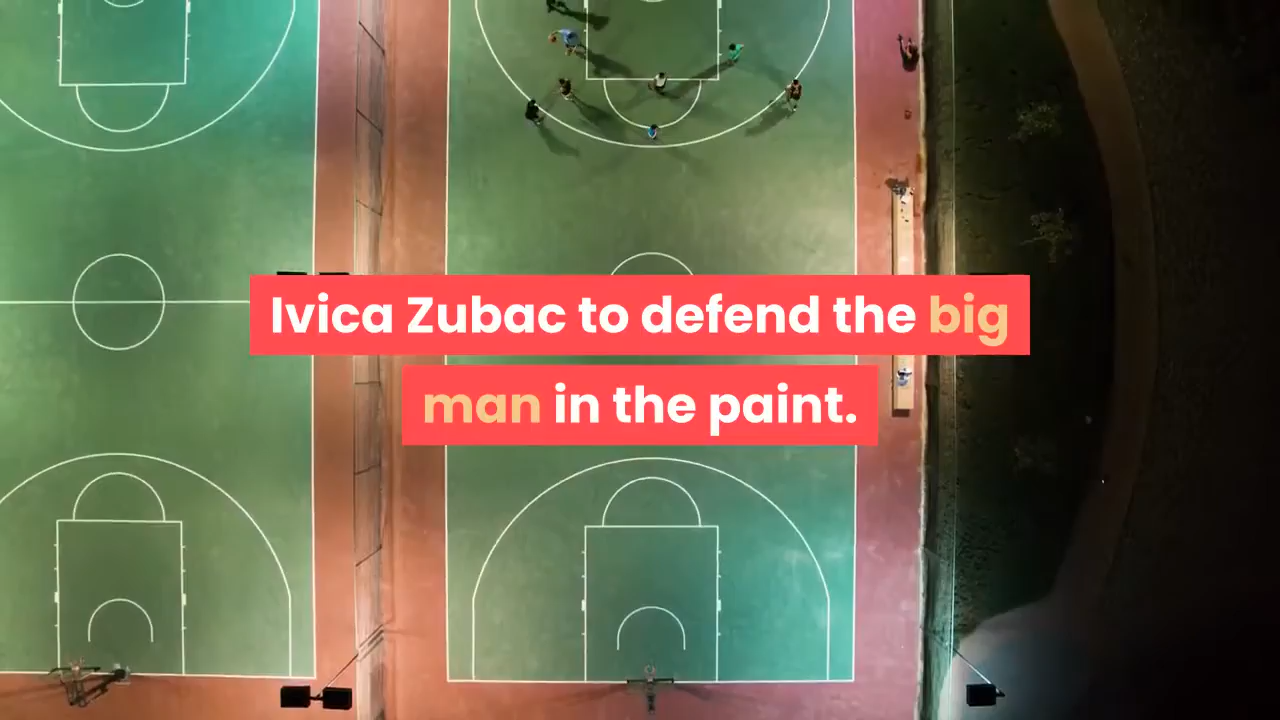 Ivica Zubac to defend the big
man in the paint.